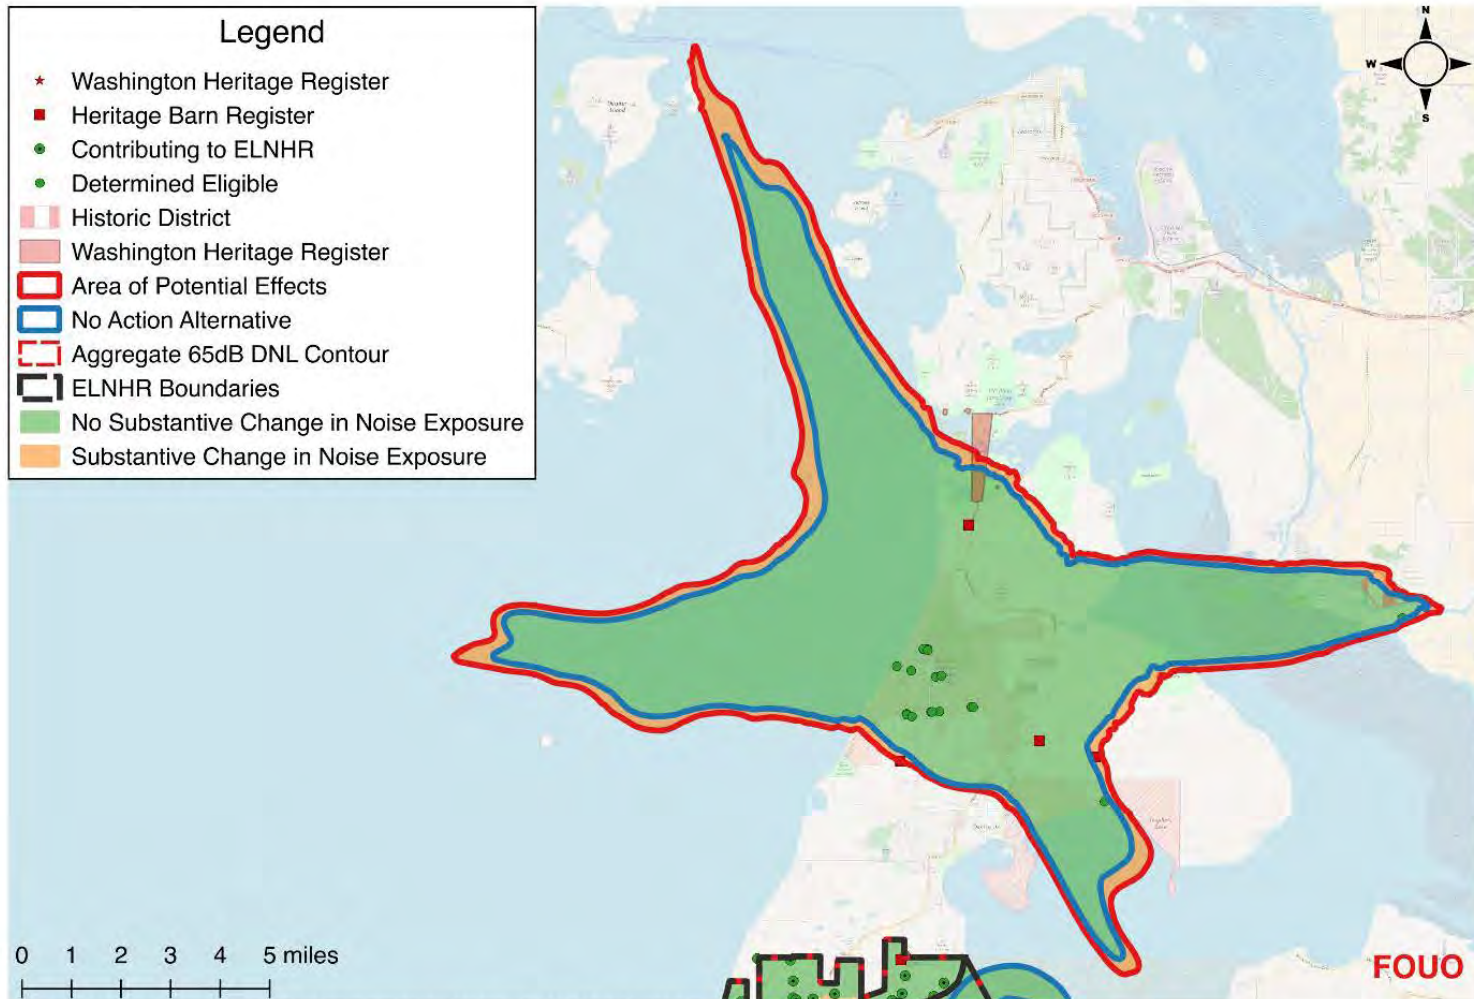 Legend
Washington Heritage Register
Heritage Barn Register
Contributing to ELNHR
Determined Eligible
Historic District
Washington Heritage Register
Area of Potential Effects
No Action Alternative
Aggregate 65dB DNL Contour
ELNHR Boundaries
No Substantive Change in Noise Exposure
Substantive Change in Noise Exposure
N
W
S
0 1 2 3 4 5 miles
FOUO